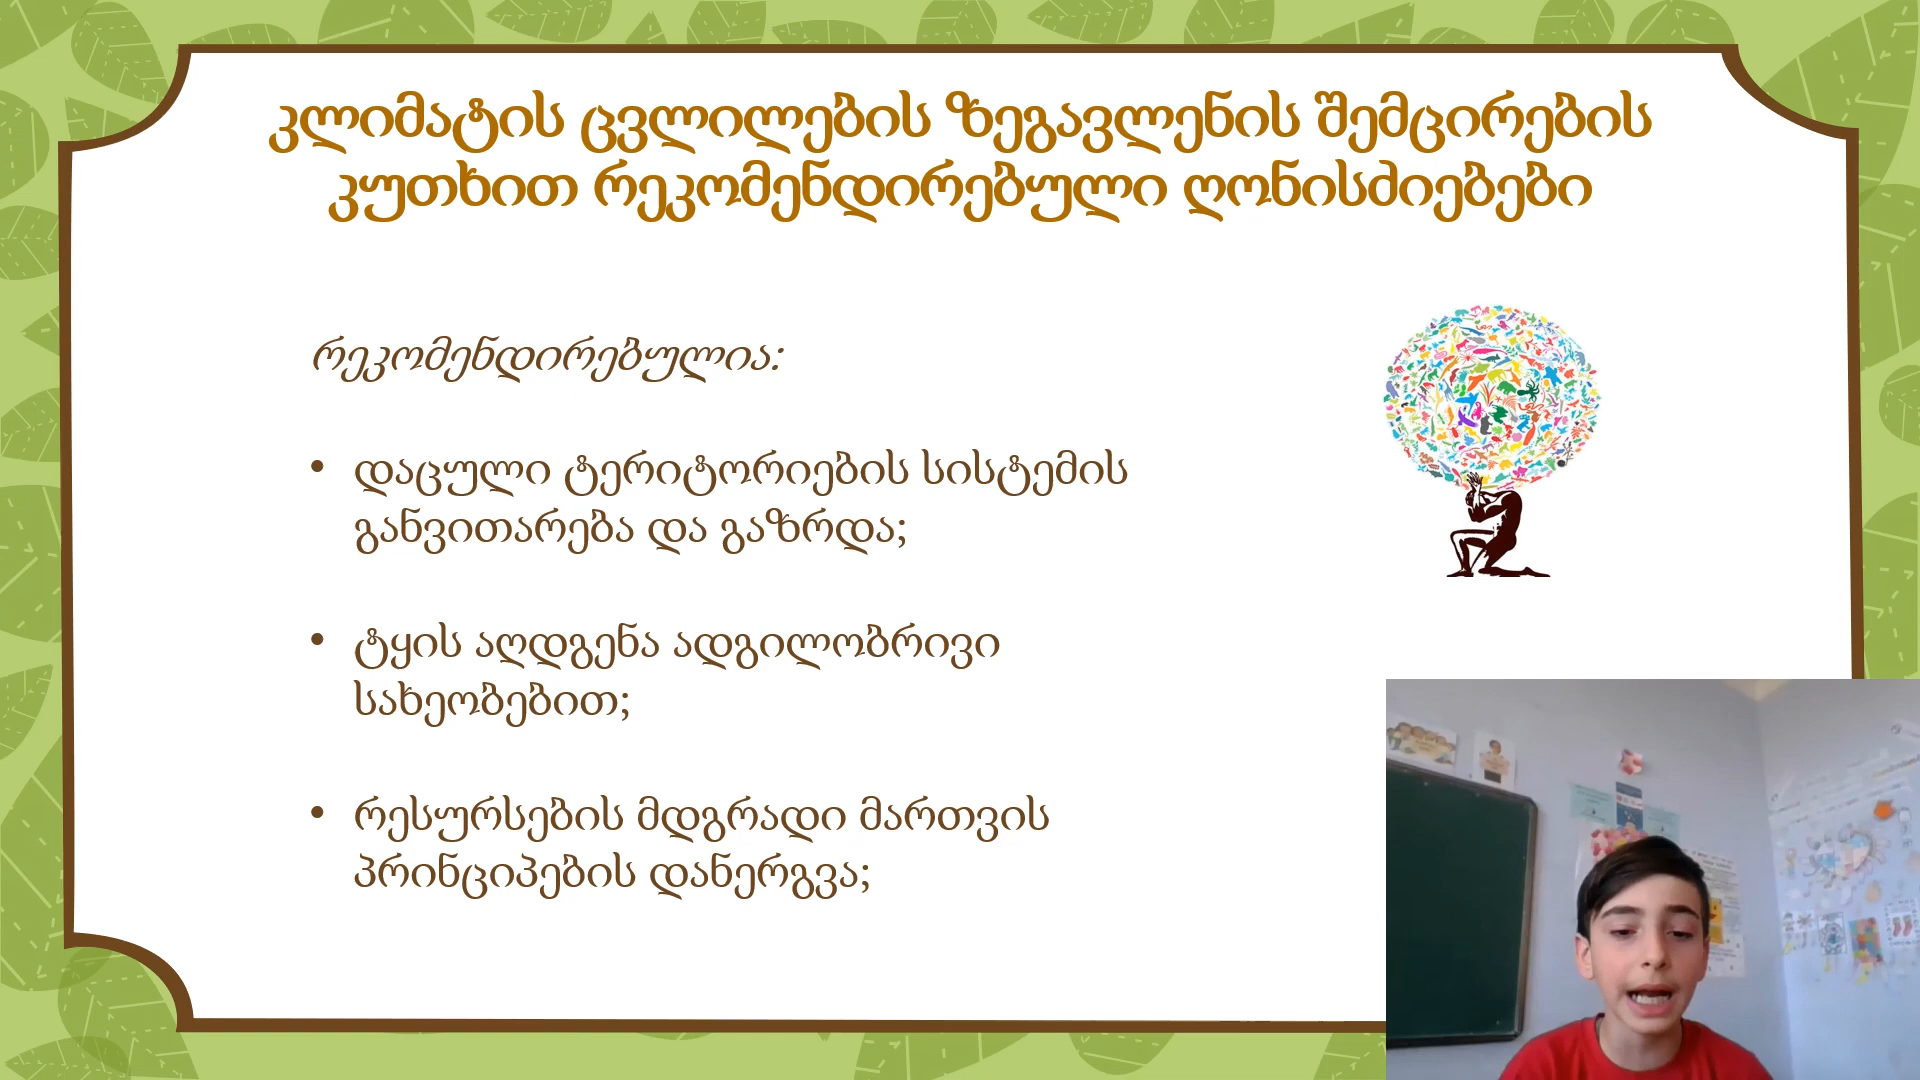 კლიმატის ცვლილების ზეგავლენის შემცირების
კუთხით რეკომენდირებული ღონისძიებები
რეკომენდირებულია:
• დაცული ტერიტორიების სისტემის
განვითარება და გაზრდა;
• ტყის აღდგენა ადგილობრივი
სახეობებით;
• რესურსების მდგრადი მართვის
პრინციპების დანერგვა;